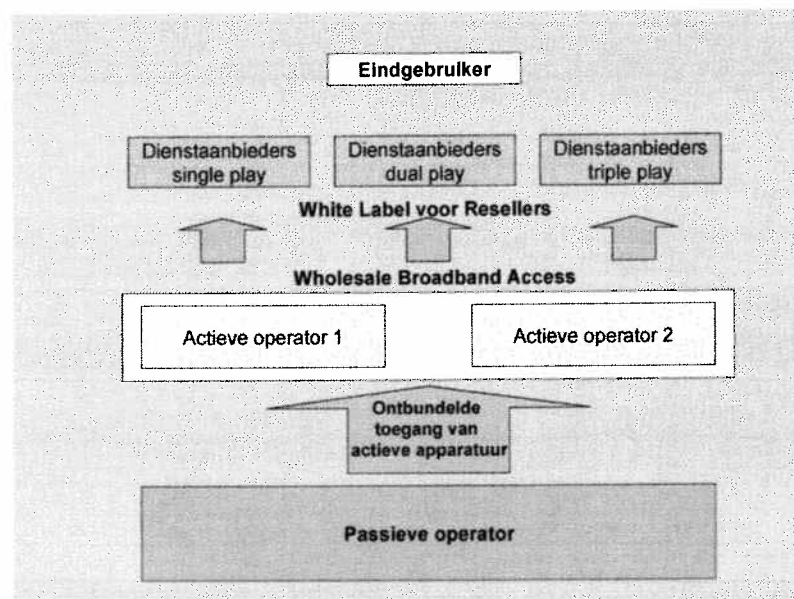 Eindgebruiker
Dienstaanbieders
single play
Dienstaanbieders
dual play
Dienstaanbieders
triple play
White Label voor Resellers
Wholesale Broadband Access
Actieve operator 1
Actieve operator 2
Ontbundelde
toegang van
actieve apparatuur
Passieve operator